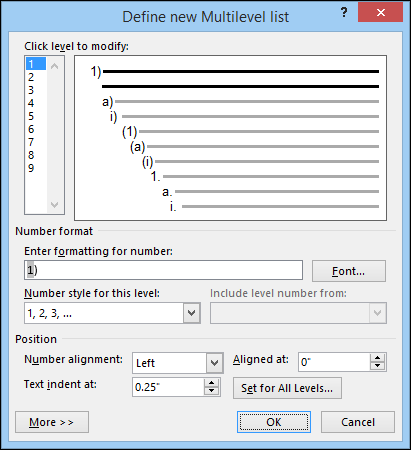 Define new Multilevel list ?
Click level to modify:
1
2
3
4
5
6
7
8
9
1)
a)
i)
(1)
(a)
(i)
1.
a.
i.
Number format
Enter formatting for number:
1) Font...
Number style for this level: Include level number from:
1, 2, 3, ...
Position
Number alignment: Left Aligned at: 0"
Text indent at: 0.25" Set for All Levels...
More >> OK Cancel